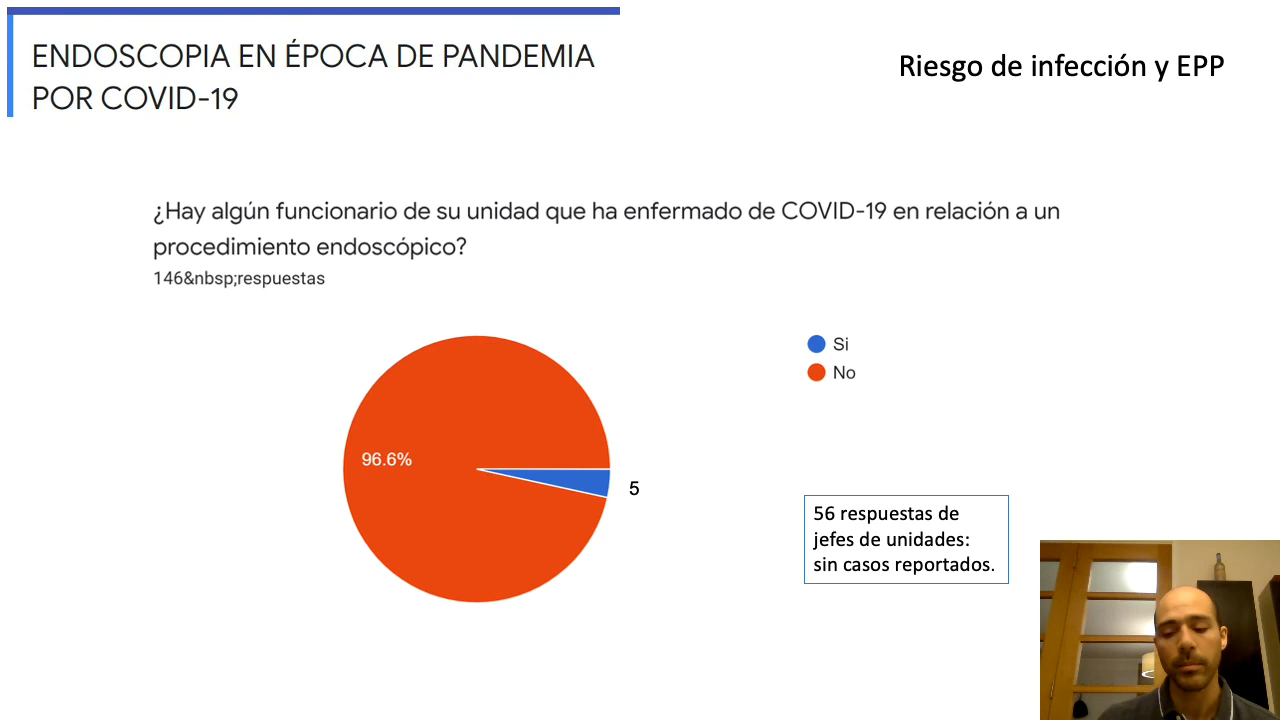 ENDOSCOPIA EN ÉPOCA DE PANDEMIA
POR COVID-19
Riesgo de infección y EPP
¿Hay algún funcionario de su unidad que ha enfermado de COVID-19 en relación a un
procedimiento endoscópico?
146&nbsp;respuestas
Si
No
96.6%
5
56 respuestas de
jefes de unidades:
sin casos reportados.